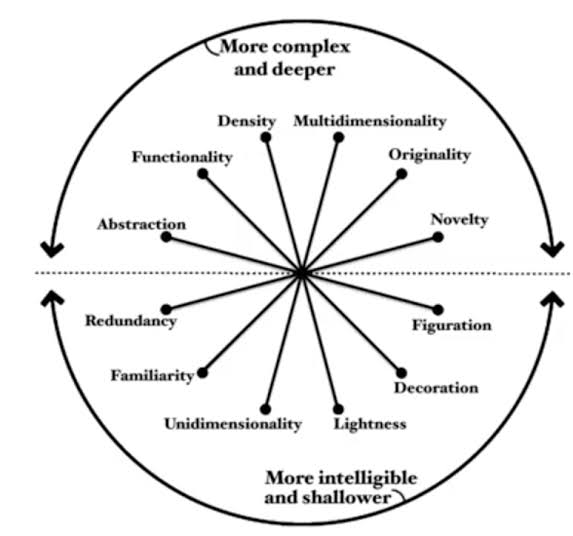 More complex
and deeper
Density
Multidimensionality
Functionality
Originality
Abstraction
Novelty
Redundancy
Figuration
Familiarity
Decoration
Unidimensionality
Lightness
More intelligible
and shallower